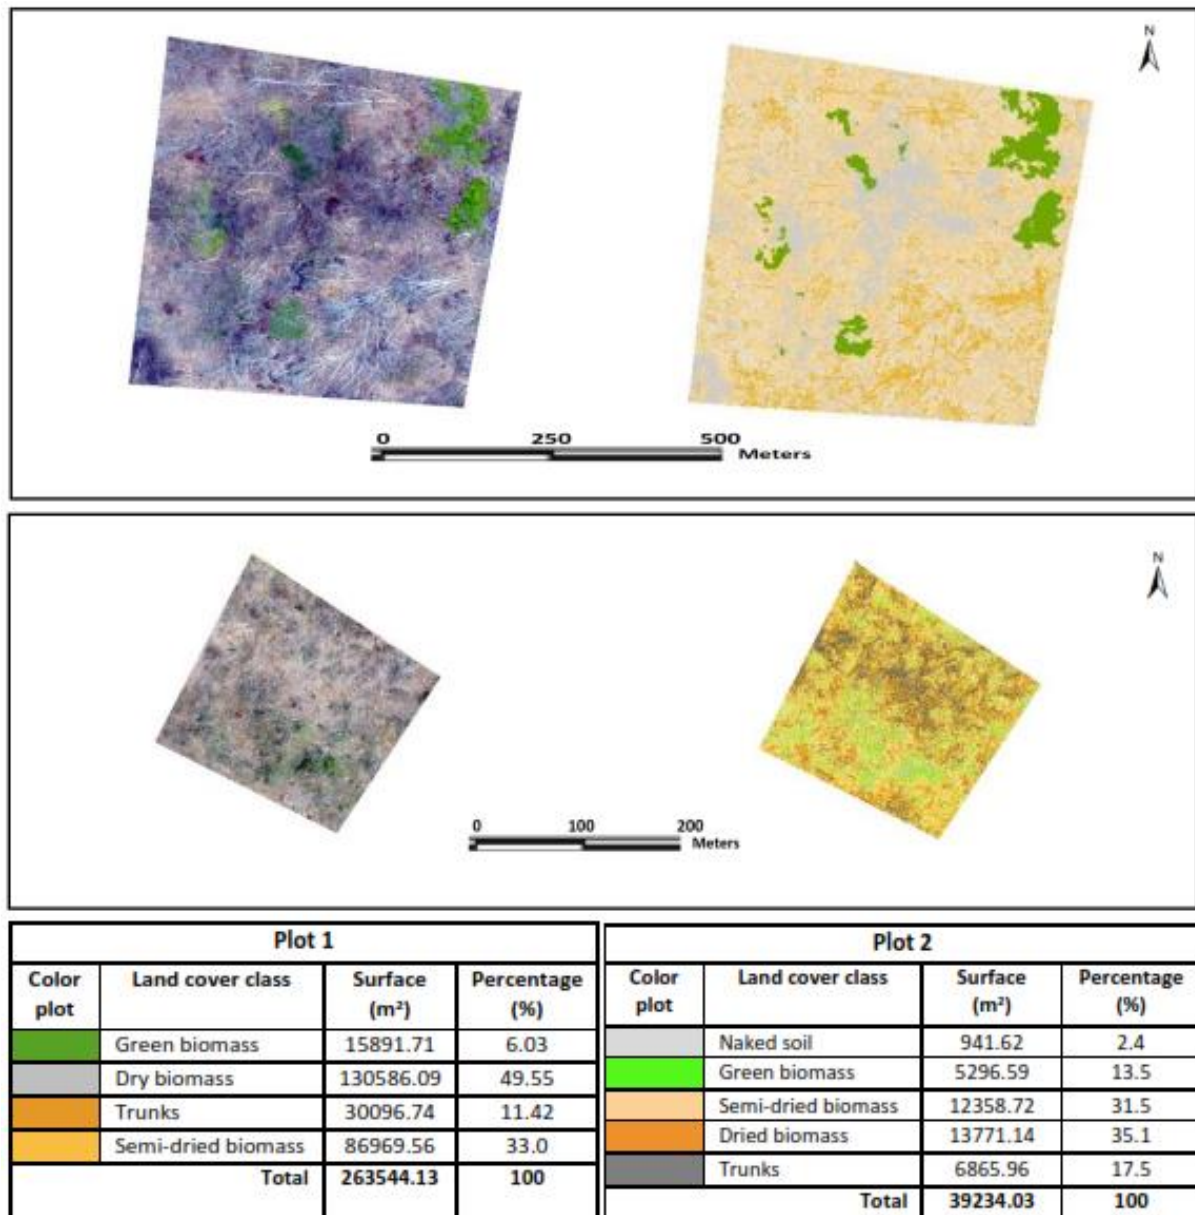 N
0 250 500
Meters
N
0 100 200
Meters
Plot 1
Color plot Land cover class Surface (m²) Percentage (%)
Green biomass 15891.71 6.03
Dry biomass 130586.09 49.55
Trunks 30096.74 11.42
Semi-dried biomass 86969.56 33.0
Total 263544.13 100
Plot 2
Color plot Land cover class Surface (m²) Percentage (%)
Naked soil 941.62 2.4
Green biomass 5296.59 13.5
Semi-dried biomass 12358.72 31.5
Dried biomass 13771.14 35.1
Trunks 6865.96 17.5
Total 39234.03 100